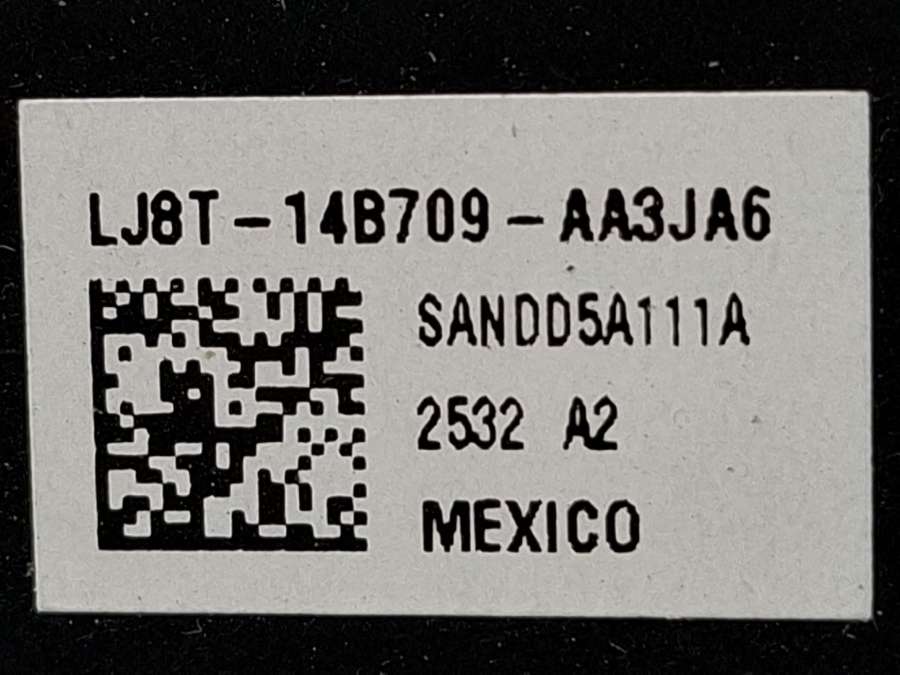 LJ8T-14B709-AA3JA6
SANDD5A111A
2532 A2
MEXICO